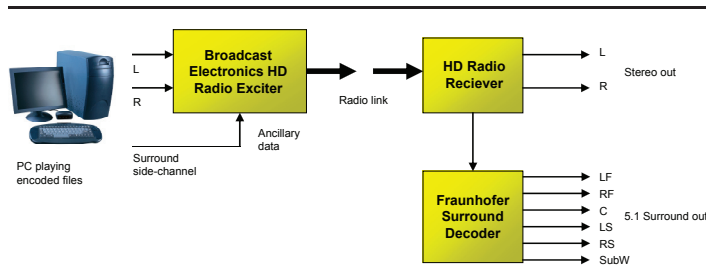 Broadcast
Electronics HD
Radio Exciter
L
R
Radio link
HD Radio
Reciever
L
R
Stereo out
Ancillary
data
Surround
side-channel
PC playing
encoded files
Fraunhofer
Surround
Decoder
LF
RF
C
LS
RS
SubW
5.1 Surround out